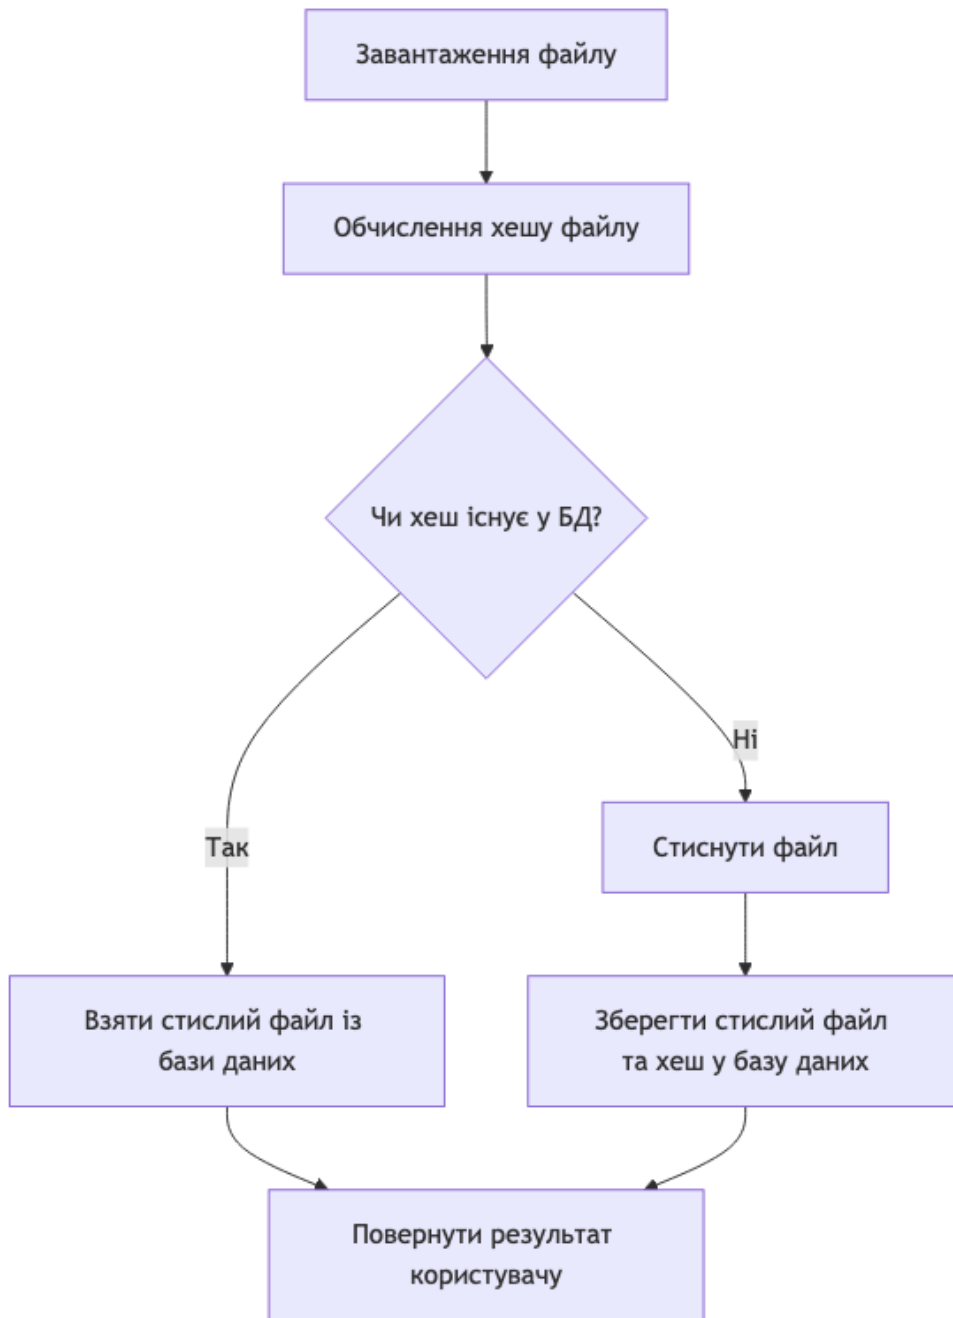 Завантаження файлу
Обчислення хешу файлу
Чи хеш існує у БД?
Ні
Так
Стиснути файл
Взяти стислий файл із
бази даних
Зберегти стислий файл
та хеш у базу даних
Повернути результат
користувачу